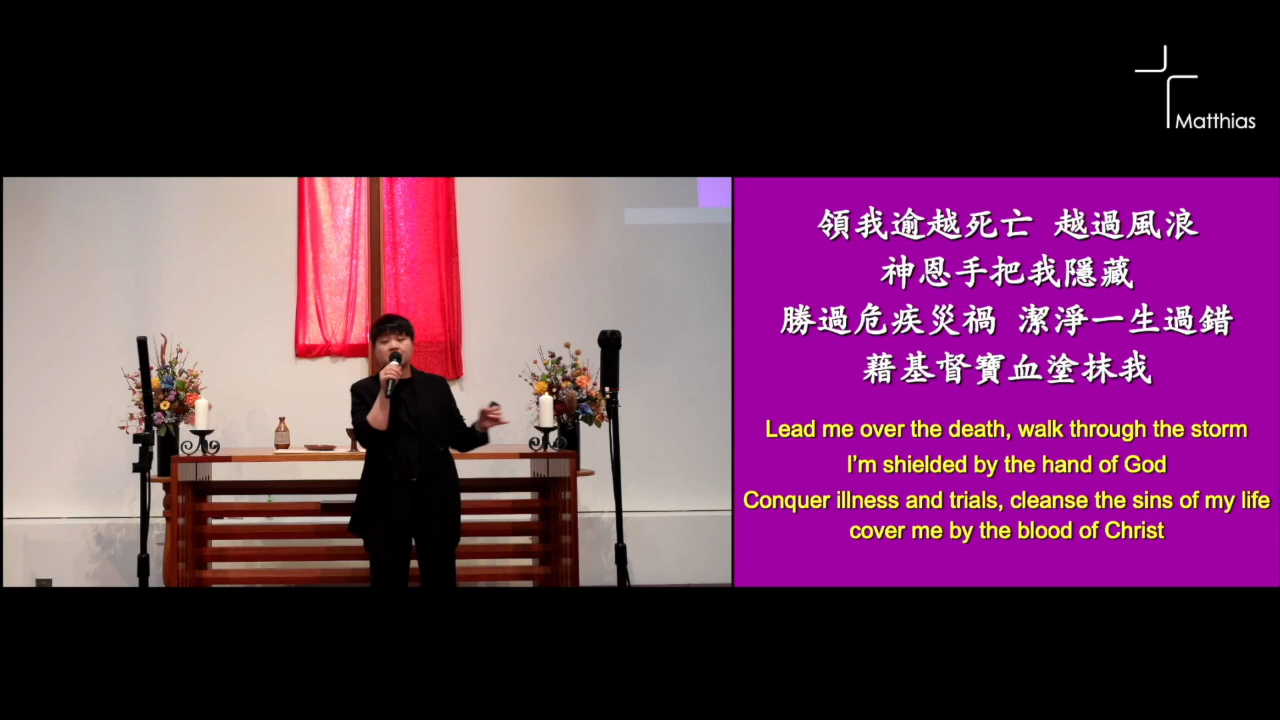 Matthias
領我逾越死亡 越過風浪
神恩手把我隱藏
勝過危疾災禍 潔淨一生過錯
藉基督寶血塗抹我
Lead me over the death, walk through the storm
I'm shielded by the hand of God
Conquer illness and trials, cleanse the sins of my life
cover me by the blood of Christ